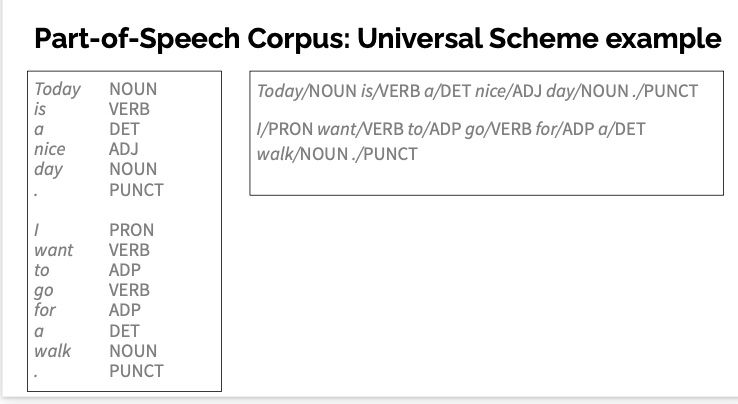 Part-of-Speech Corpus: Universal Scheme example
Today NOUN
is VERB
a DET
nice ADJ
day NOUN
. PUNCT
I PRON
want VERB
to ADP
go VERB
for ADP
a DET
walk NOUN
. PUNCT
Today/NOUN is/VERB a/DET nice/ADJ day/NOUN ./PUNCT
I/PRON want/VERB to/ADP go/VERB for/ADP a/DET
walk/NOUN ./PUNCT